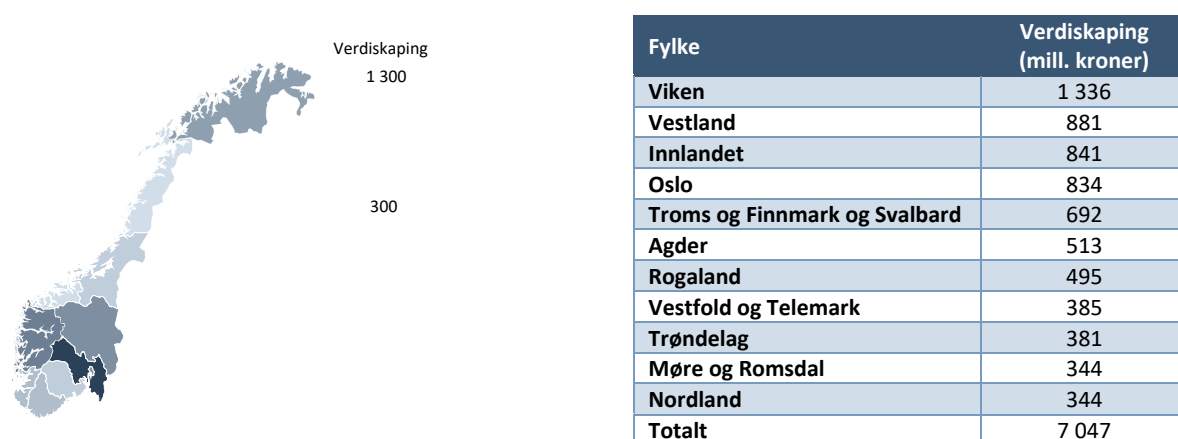 Verdiskaping
1 300
300
Fylke Verdiskaping (mill. kroner)
Viken 1 336
Vestland 881
Innlandet 841
Oslo 834
Troms og Finnmark og Svalbard 692
Agder 513
Rogaland 495
Vestfold og Telemark 385
Trøndelag 381
Møre og Romsdal 344
Nordland 344
Totalt 7 047